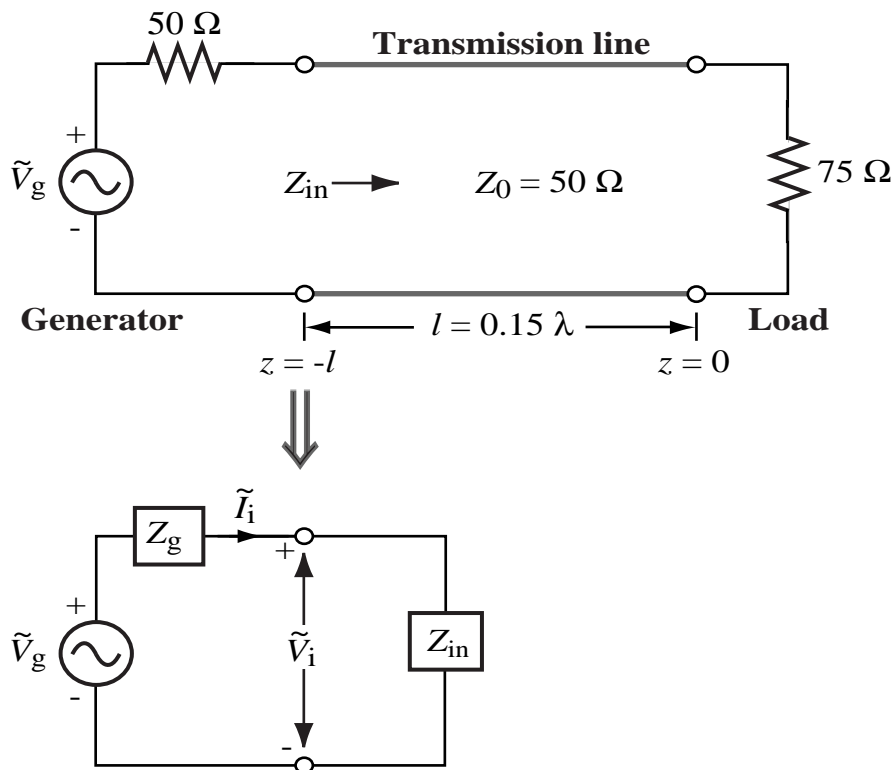 50 Ω
Transmission line
+
Ṽg
-
Zin
Z0 = 50 Ω
75 Ω
Generator
l = 0.15 λ
Load
z = -l
z = 0
Ĩi
Zg
+
+
Ṽg
-
Ṽi
Zin
-